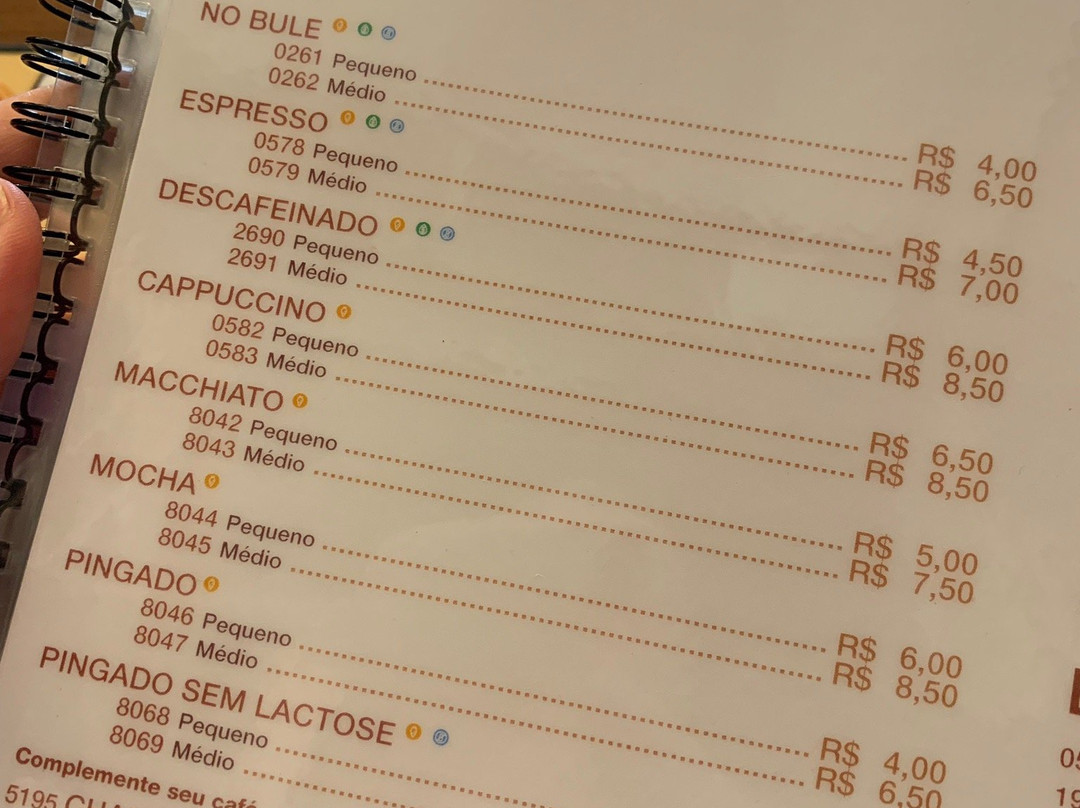 NO BULE
0261 Pequeno ........ R$ 4,00
0262 Médio ........ R$ 6,50
ESPRESSO
0578 Pequeno ........ R$ 4,50
0579 Médio ........ R$ 7,00
DESCAFEINADO
2690 Pequeno ........ R$ 6,00
2691 Médio ........ R$ 8,50
CAPPUCCINO
0582 Pequeno ........ R$ 6,50
0583 Médio ........ R$ 8,50
MACCHIATO
8042 Pequeno ........ R$ 5,00
8043 Médio ........ R$ 7,50
MOCHA
8044 Pequeno ........ R$ 6,00
8045 Médio ........ R$ 8,50
PINGADO
8046 Pequeno ........ R$ 4,00
8047 Médio ........ R$ 6,50
PINGADO SEM LACTOSE
8068 Pequeno ........
8069 Médio ........
Complemente seu café
5195